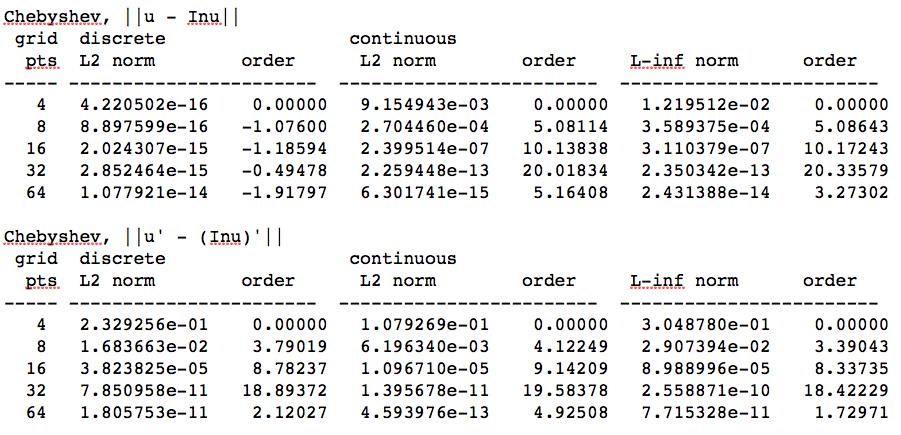 Chebyshev, ||u - Inu||
grid discrete continuous
pts L2 norm order L2 norm order L-inf norm order
----- ----------------------- ----------------------- -----------------------
4 4.220502e-16 0.00000 9.154943e-03 0.00000 1.219512e-02 0.00000
8 8.897599e-16 -1.07600 2.704460e-04 5.08114 3.589375e-04 5.08643
16 2.024307e-15 -1.18594 2.399514e-07 10.13838 3.110379e-07 10.17243
32 2.852464e-15 -0.49478 2.259448e-13 20.01834 2.350342e-13 20.33579
64 1.077921e-14 -1.91797 6.301741e-15 5.16408 2.431388e-14 3.27302
Chebyshev, ||u' - (Inu)'||
grid discrete continuous
pts L2 norm order L2 norm order L-inf norm order
----- ----------------------- ----------------------- -----------------------
4 2.329256e-01 0.00000 1.079269e-01 0.00000 3.048780e-01 0.00000
8 1.683663e-02 3.79019 6.196340e-03 4.12249 2.907394e-02 3.39043
16 3.823825e-05 8.78237 1.096710e-05 9.14209 8.988996e-05 8.33735
32 7.850958e-11 18.89372 1.395678e-11 19.58378 2.558871e-10 18.42229
64 1.805753e-11 2.12027 4.593976e-13 4.92508 7.715328e-11 1.72971